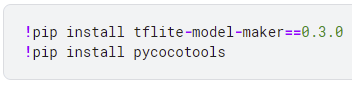 !pip install tflite-model-maker==0.3.0
!pip install pycocotools